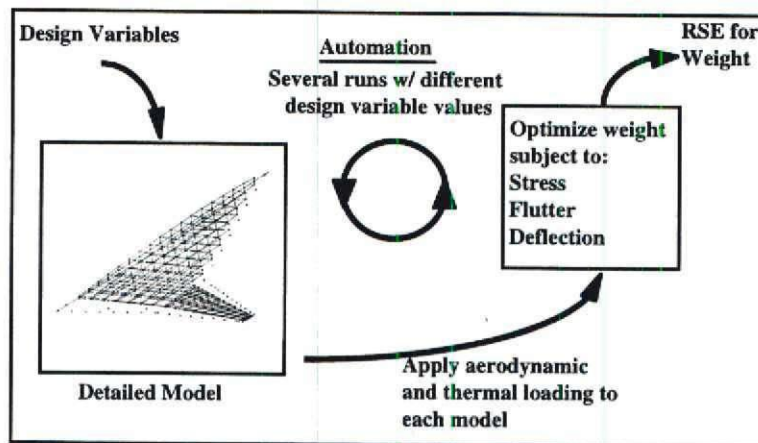 Design Variables
Automation
Several runs w/ different
design variable values
RSE for
Weight
Optimize weight
subject to:
Stress
Flutter
Deflection
Detailed Model
Apply aerodynamic
and thermal loading to
each model